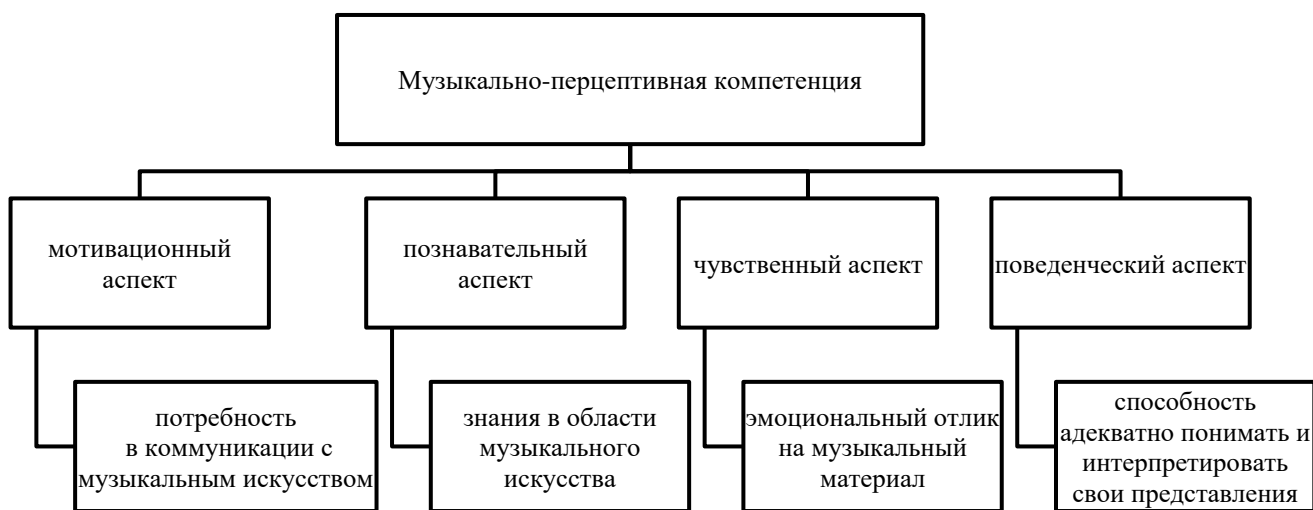 Музыкально-перцептивная компетенция
мотивационный
аспект
познавательный
аспект
чувственный аспект
поведенческий аспект
потребность
в коммуникации с
музыкальным искусством
знания в области
музыкального
искусства
эмоциональный отлик
на музыкальный
материал
способность
адекватно понимать и
интерпретировать
свои представления